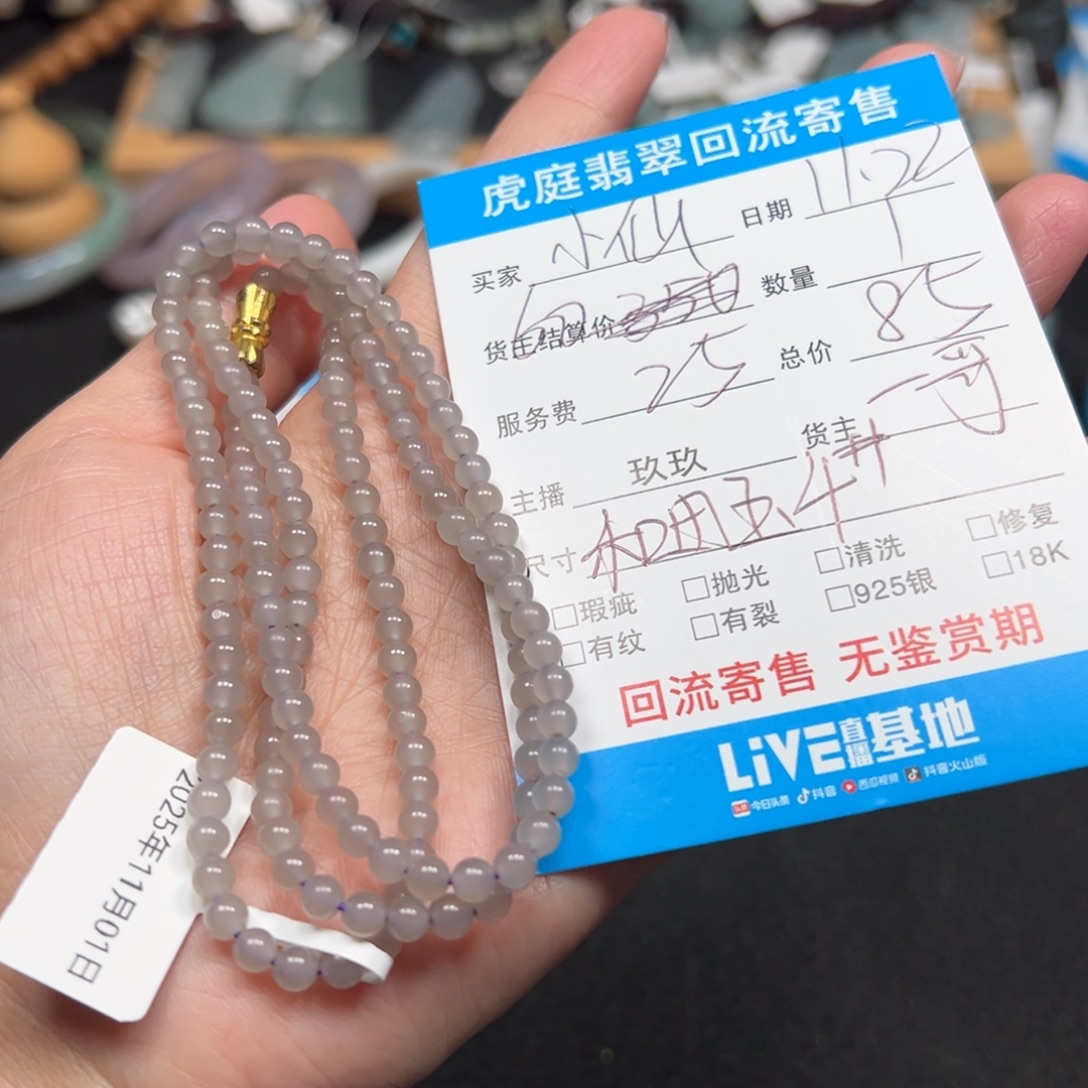 虎庭翡翠回流寄售
买家 小仙 日期 11.22
货主结算价 60 数量 1
服务费 25 总价 85
主播 玖玖 货主 一哥
尺寸 和田玉.4#
□瑕疵 □抛光 □清洗 □修复
□有纹 □有裂 □925银 □18K
回流寄售 无鉴赏期
LiVE直播基地
头条 今日头条 抖音 西瓜视频 抖音火山版
2025年11月01日